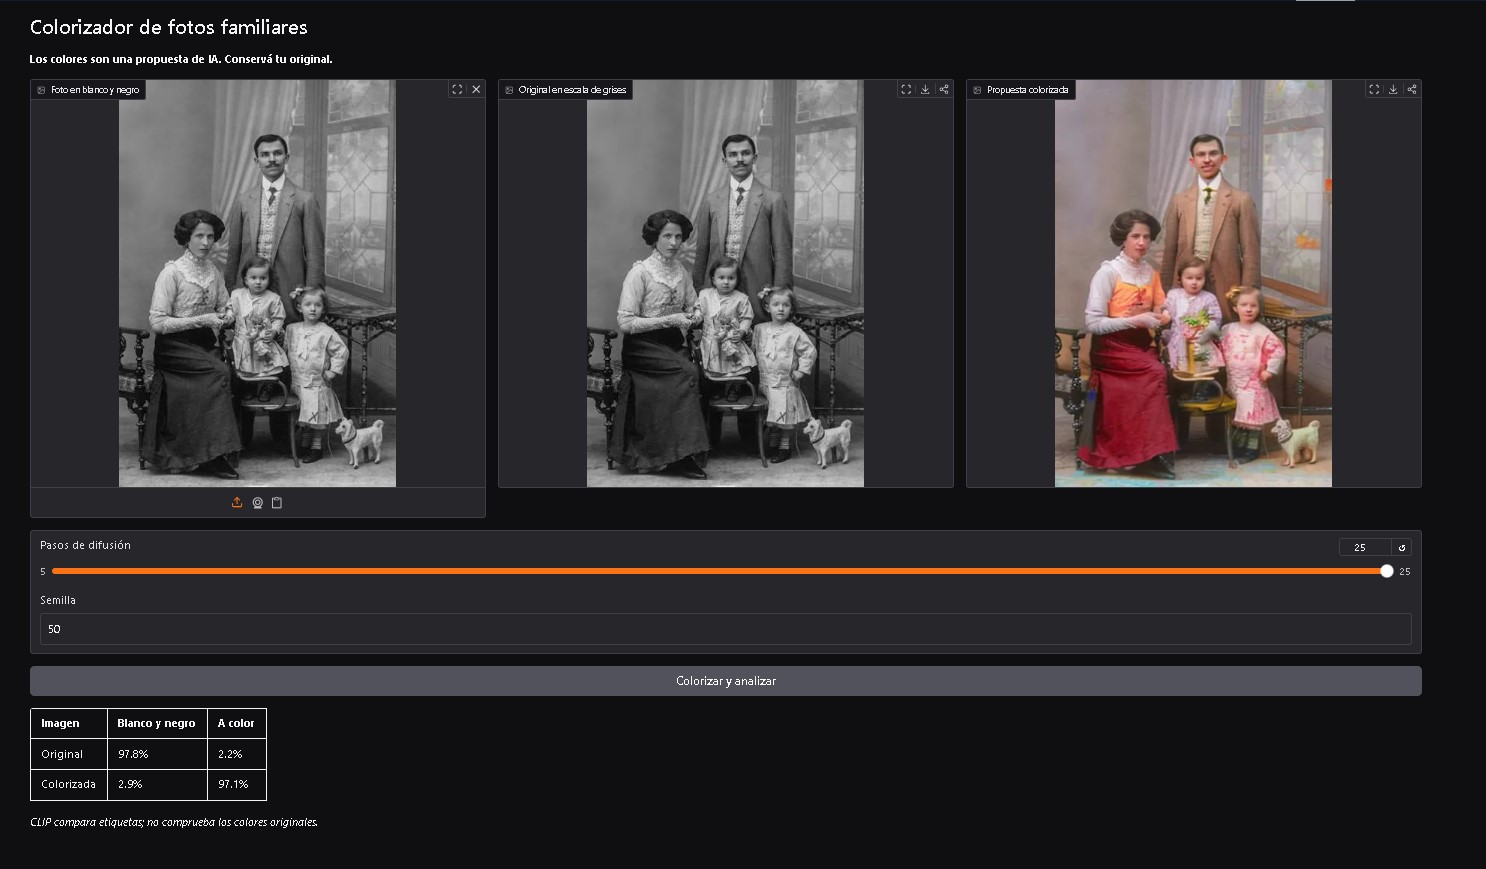 Colorizador de fotos familiares
Los colores son una propuesta de IA. Conservá tu original.
Foto en blanco y negro
Original en escala de grises
Propuesta colorizada
Pasos de difusión
25
5
25
Semilla
50
Colorizar y analizar
Imagen Blanco y negro A color
Original 97.8% 2.2%
Colorizada 2.9% 97.1%
CLIP compara etiquetas; no comprueba los colores originales.